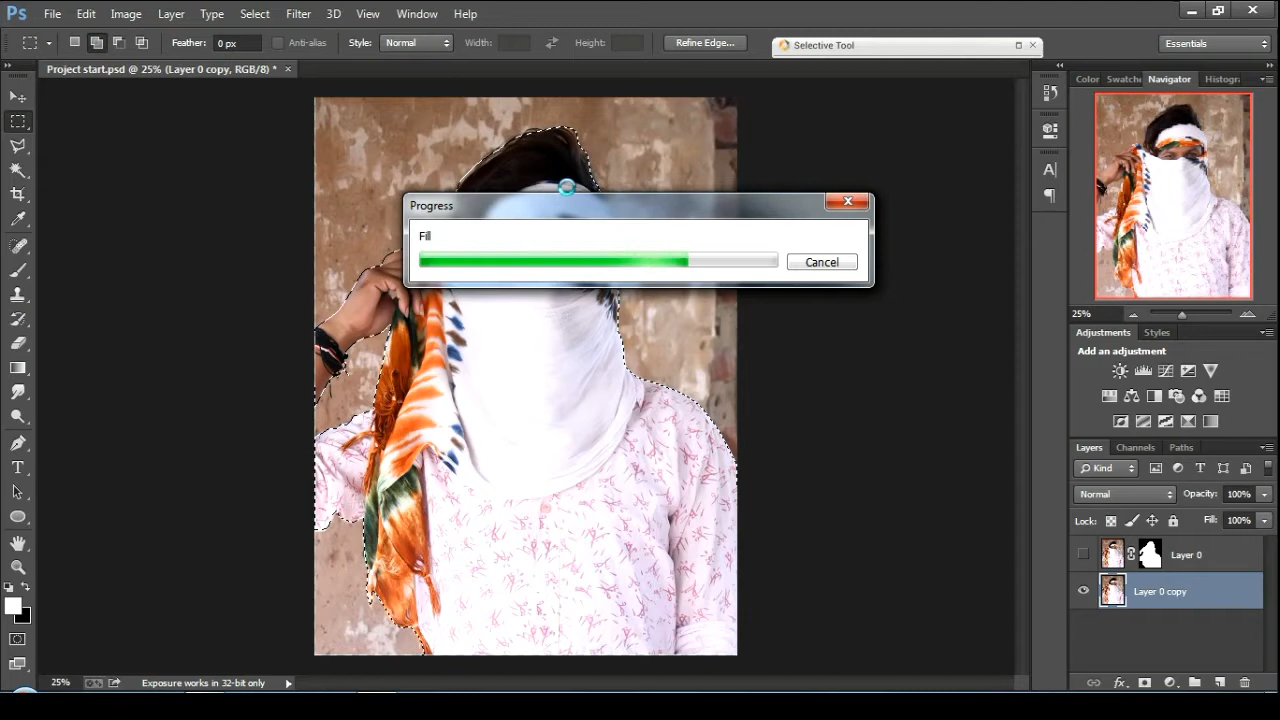 Ps File Edit Image Layer Type Select Filter 3D View Window Help
Feather: 0 px Anti-alias Style: Normal Width: Height: Refine Edge... Selective Tool Essentials
Project start.psd @ 25% (Layer 0 copy, RGB/8) *
Color Swatche Navigator Histogr
Progress
Fill
Cancel
25%
Adjustments Styles
Add an adjustment
Layers Channels Paths
Kind
Normal Opacity: 100%
Lock: Fill: 100%
Layer 0
Layer 0 copy
25% Exposure works in 32-bit only